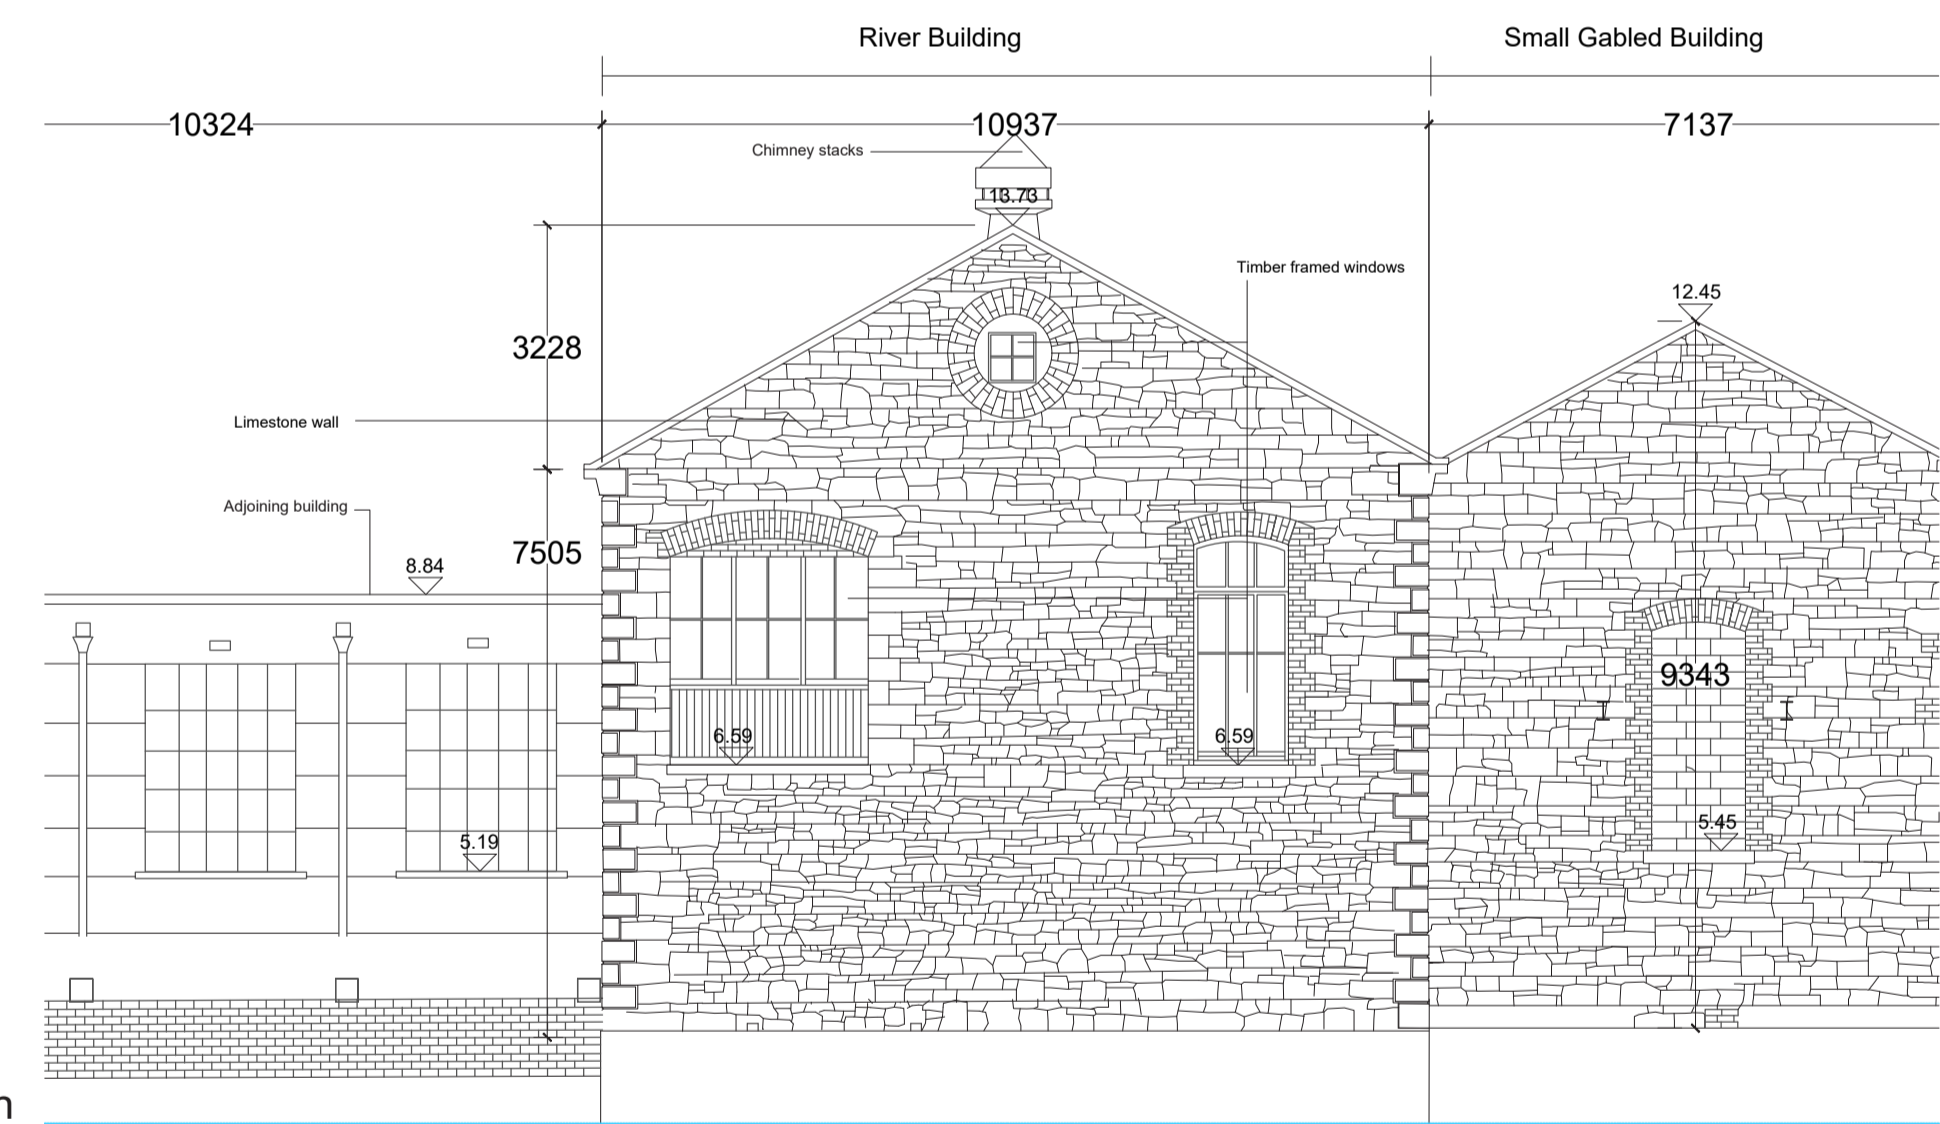 River Building
Small Gabled Building
10324
10937
7137
Chimney stacks
13.73
Timber framed windows
12.45
3228
Limestone wall
Adjoining building
7505
8.84
9343
6.59
6.59
5.45
5.19
n